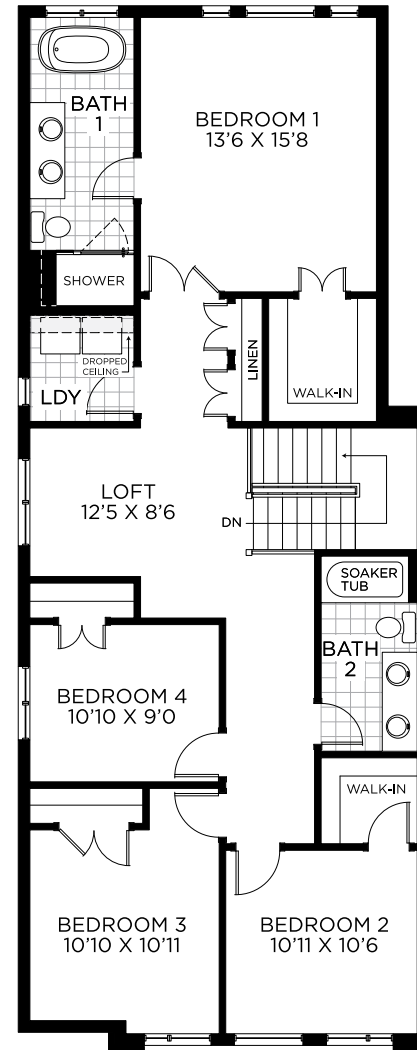 BATH
1
BEDROOM 1
13'6 X 15'8
SHOWER
DROPPED
CEILING
LDY
LINEN
WALK-IN
LOFT
12'5 X 8'6
DN
SOAKER
TUB
BATH
2
BEDROOM 4
10'10 X 9'0
WALK-IN
BEDROOM 3
10'10 X 10'11
BEDROOM 2
10'11 X 10'6